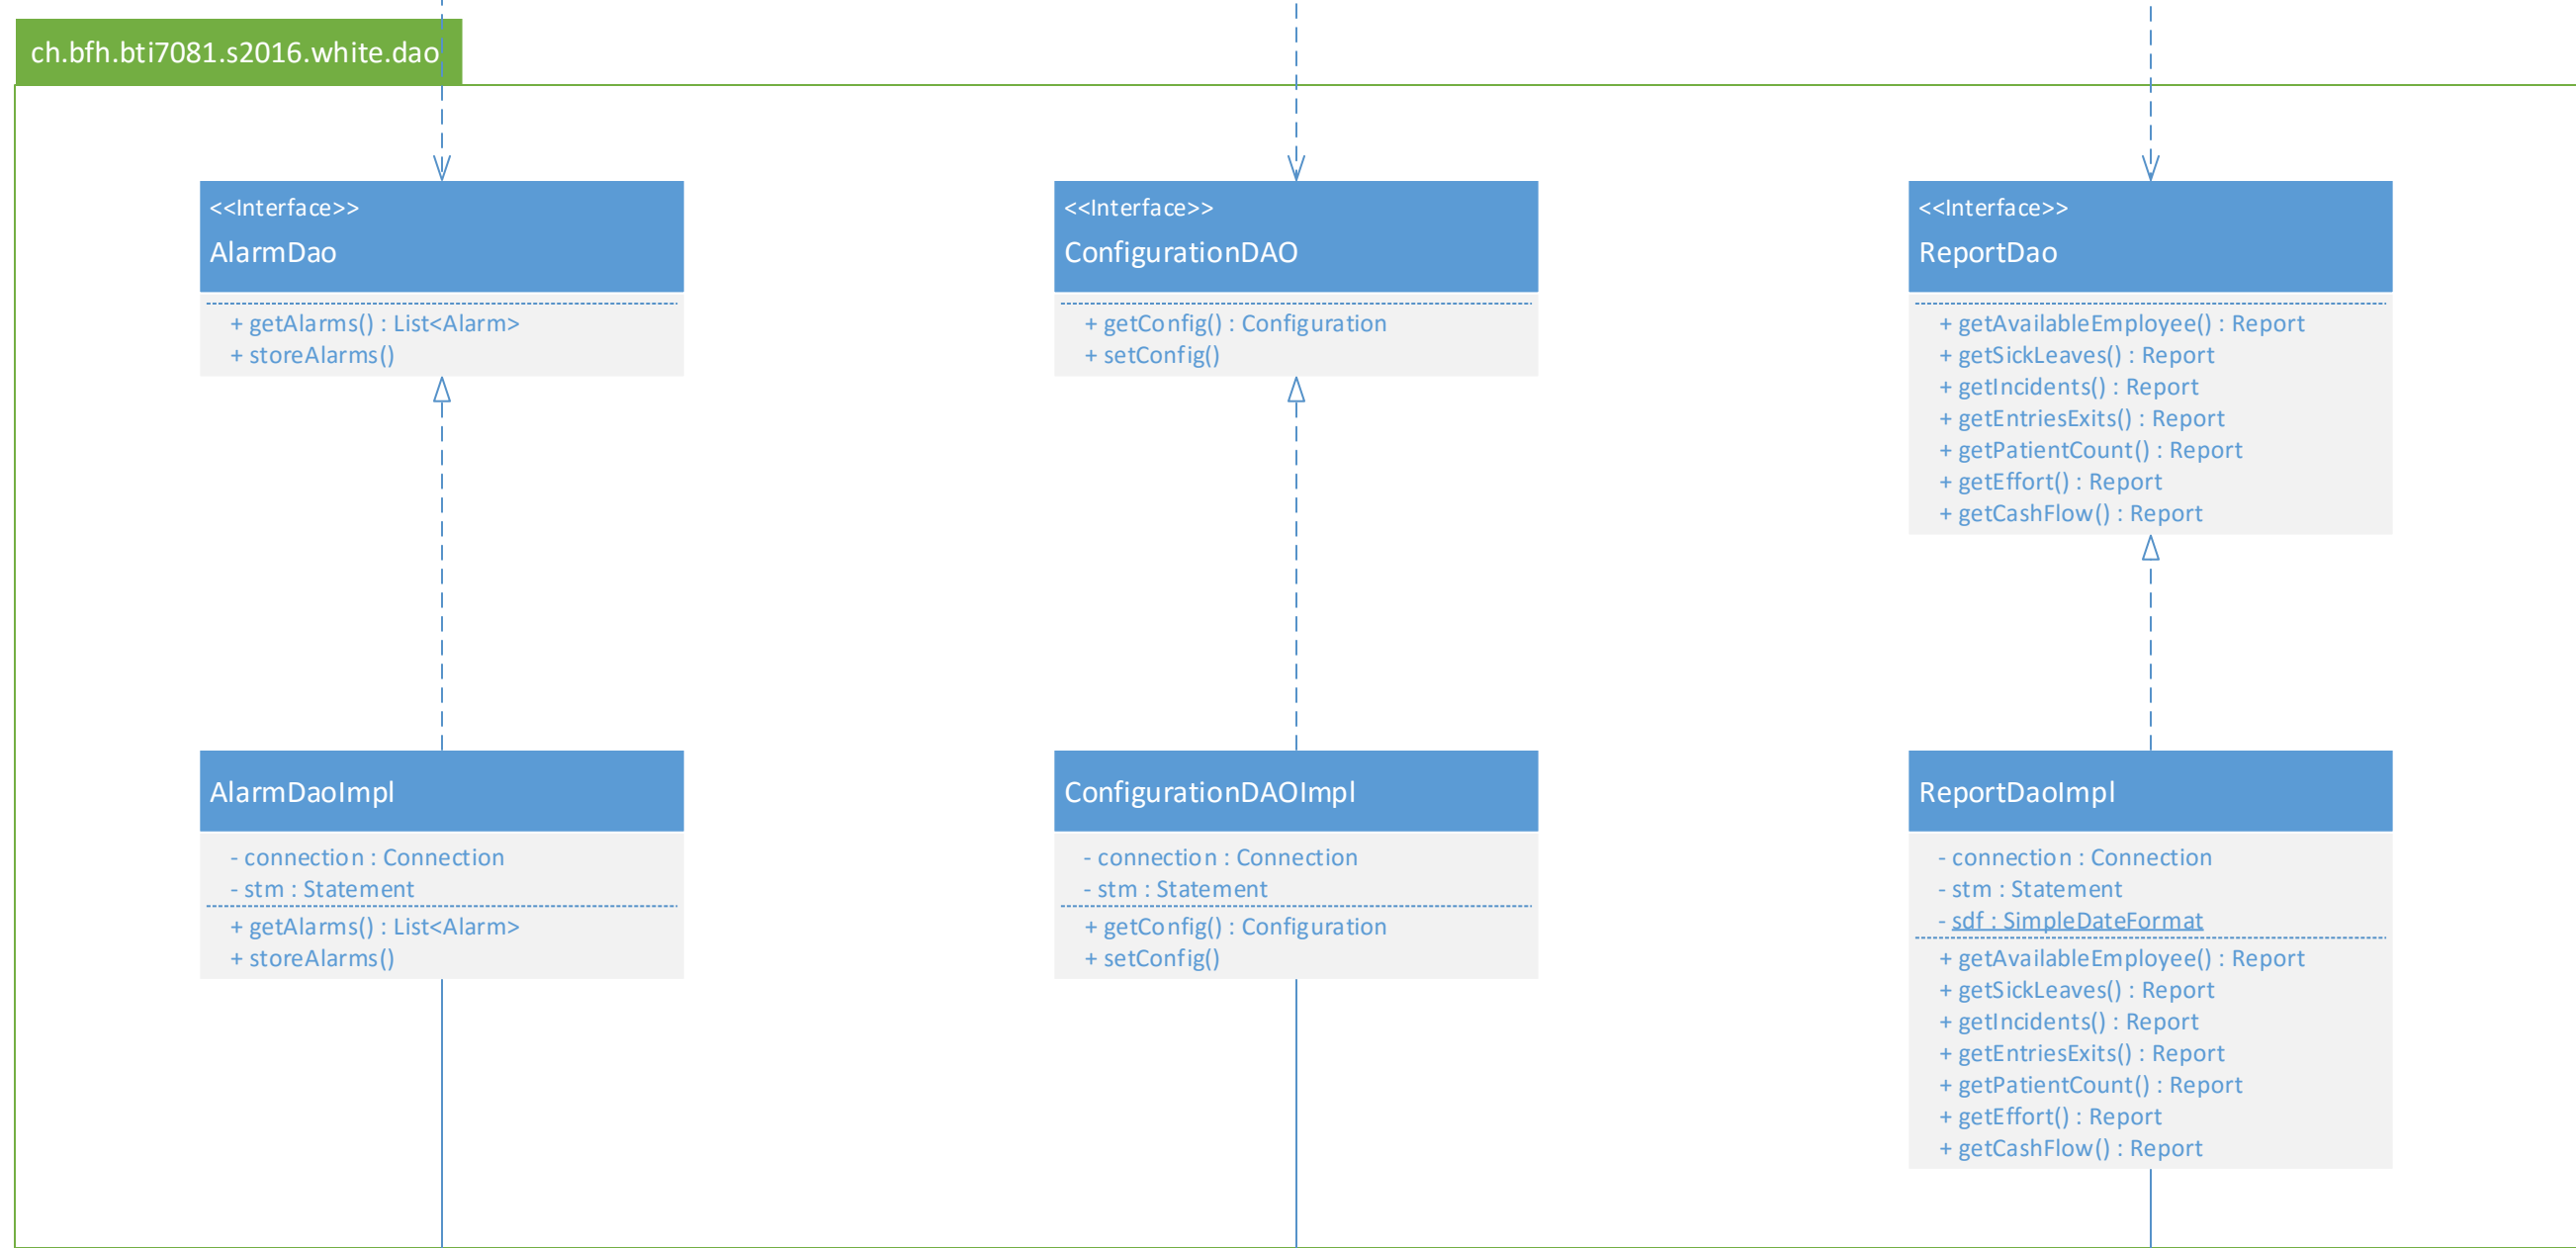 ch.bfh.bti7081.s2016.white.dao
<<Interface>>
AlarmDao
+ getAlarms() : List<Alarm>
+ storeAlarms()
<<Interface>>
ConfigurationDAO
+ getConfig() : Configuration
+ setConfig()
<<Interface>>
ReportDao
+ getAvailableEmployee() : Report
+ getSickLeaves() : Report
+ getIncidents() : Report
+ getEntriesExits() : Report
+ getPatientCount() : Report
+ getEffort() : Report
+ getCashFlow() : Report
AlarmDaoImpl
- connection : Connection
- stm : Statement
+ getAlarms() : List<Alarm>
+ storeAlarms()
ConfigurationDAOImpl
- connection : Connection
- stm : Statement
+ getConfig() : Configuration
+ setConfig()
ReportDaoImpl
- connection : Connection
- stm : Statement
- sdf : SimpleDateFormat
+ getAvailableEmployee() : Report
+ getSickLeaves() : Report
+ getIncidents() : Report
+ getEntriesExits() : Report
+ getPatientCount() : Report
+ getEffort() : Report
+ getCashFlow() : Report